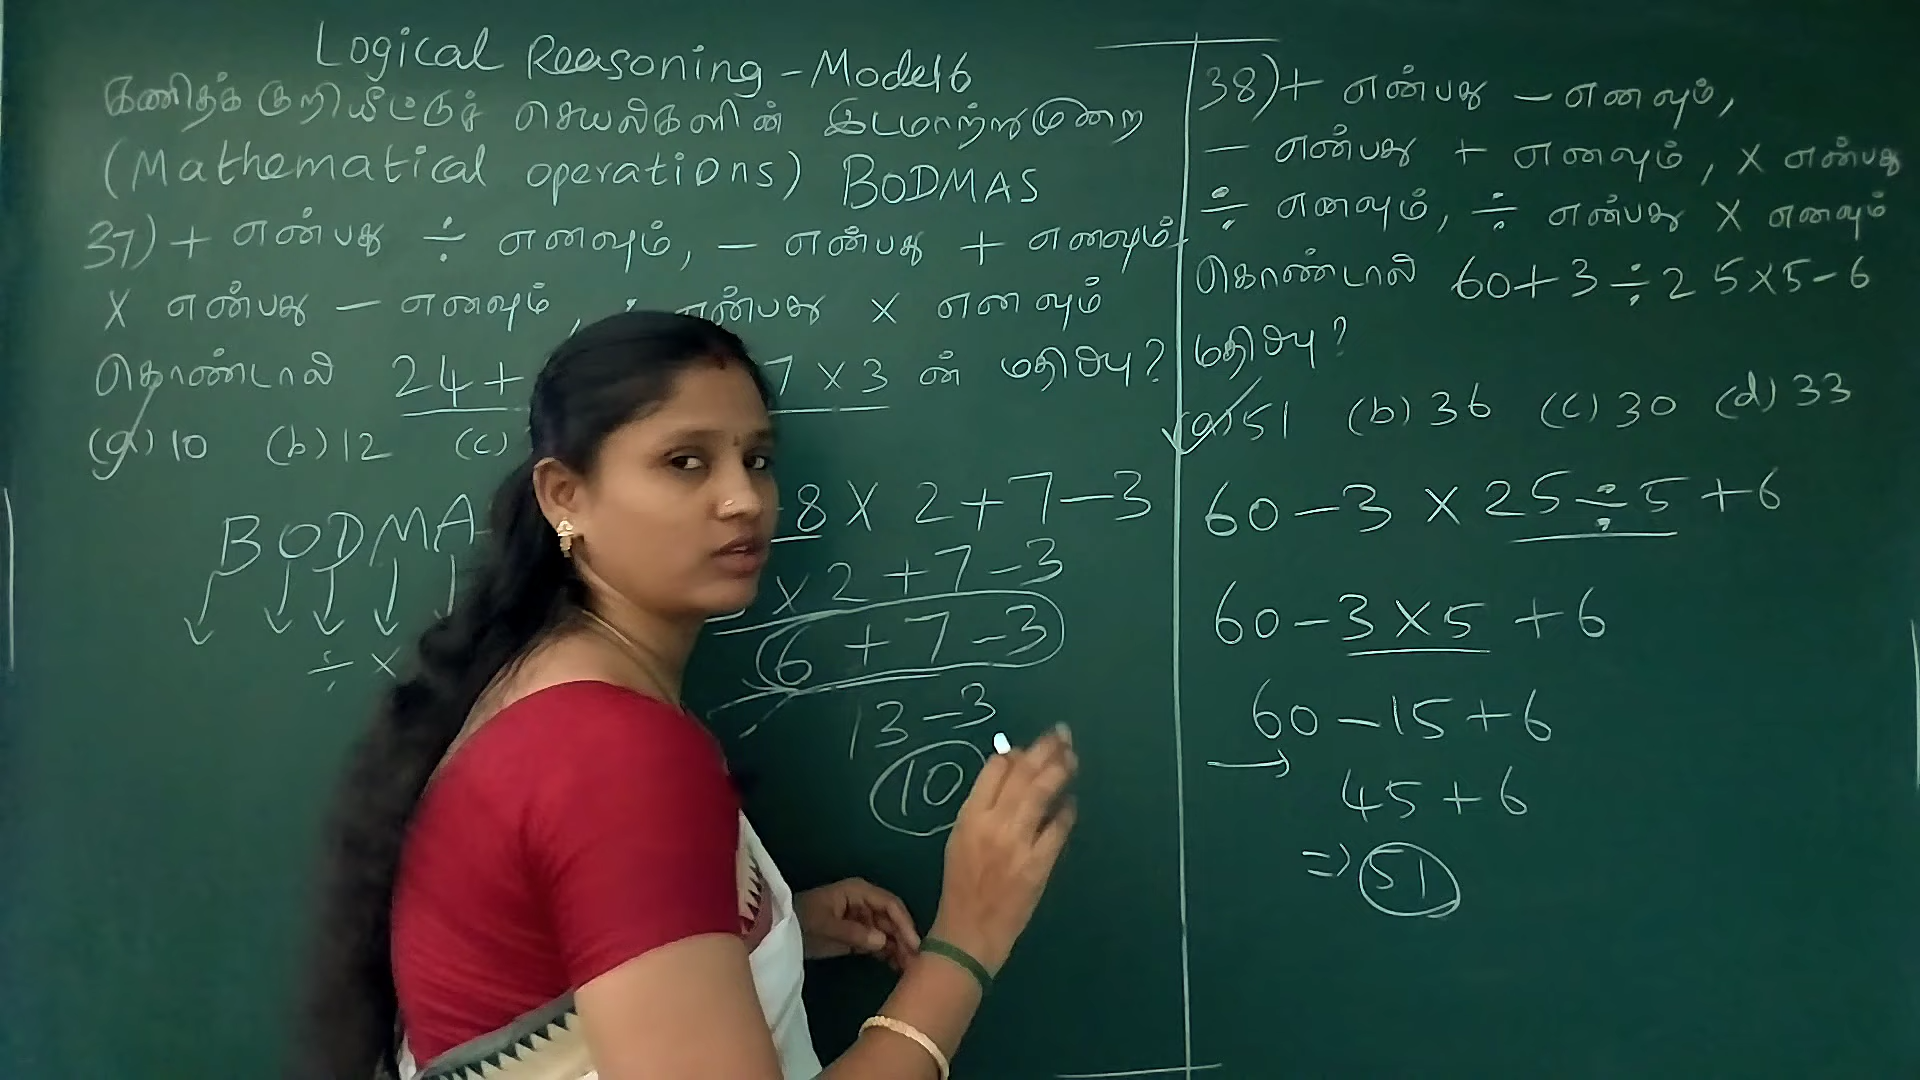 Logical Reasoning - Model 6
கணிதக் குறியீட்டுச் செயலிகளின் இடமாற்றுமுறை
(Mathematical operations) BODMAS
37) + என்பது ÷ எனவும், - என்பது + எனவும்
x என்பது - எனவும், ÷ என்பது x எனவும்
கொண்டால் 24+ 7 x 3 ன் மதிப்பு?
(a) 10 (b) 12 (c)
BODMA
÷ x
8 x 2 + 7 - 3
x 2 + 7 - 3
6 + 7 - 3
13 - 3
10
38) + என்பது - எனவும்,
- என்பது + எனவும், x என்பது
÷ எனவும், ÷ என்பது x எனவும்
கொண்டால் 60+3÷25x5-6
மதிப்பு?
(a) 51 (b) 36 (c) 30 (d) 33
60 - 3 x 25 ÷ 5 + 6
60 - 3 x 5 + 6
60 - 15 + 6
45 + 6
=> 51